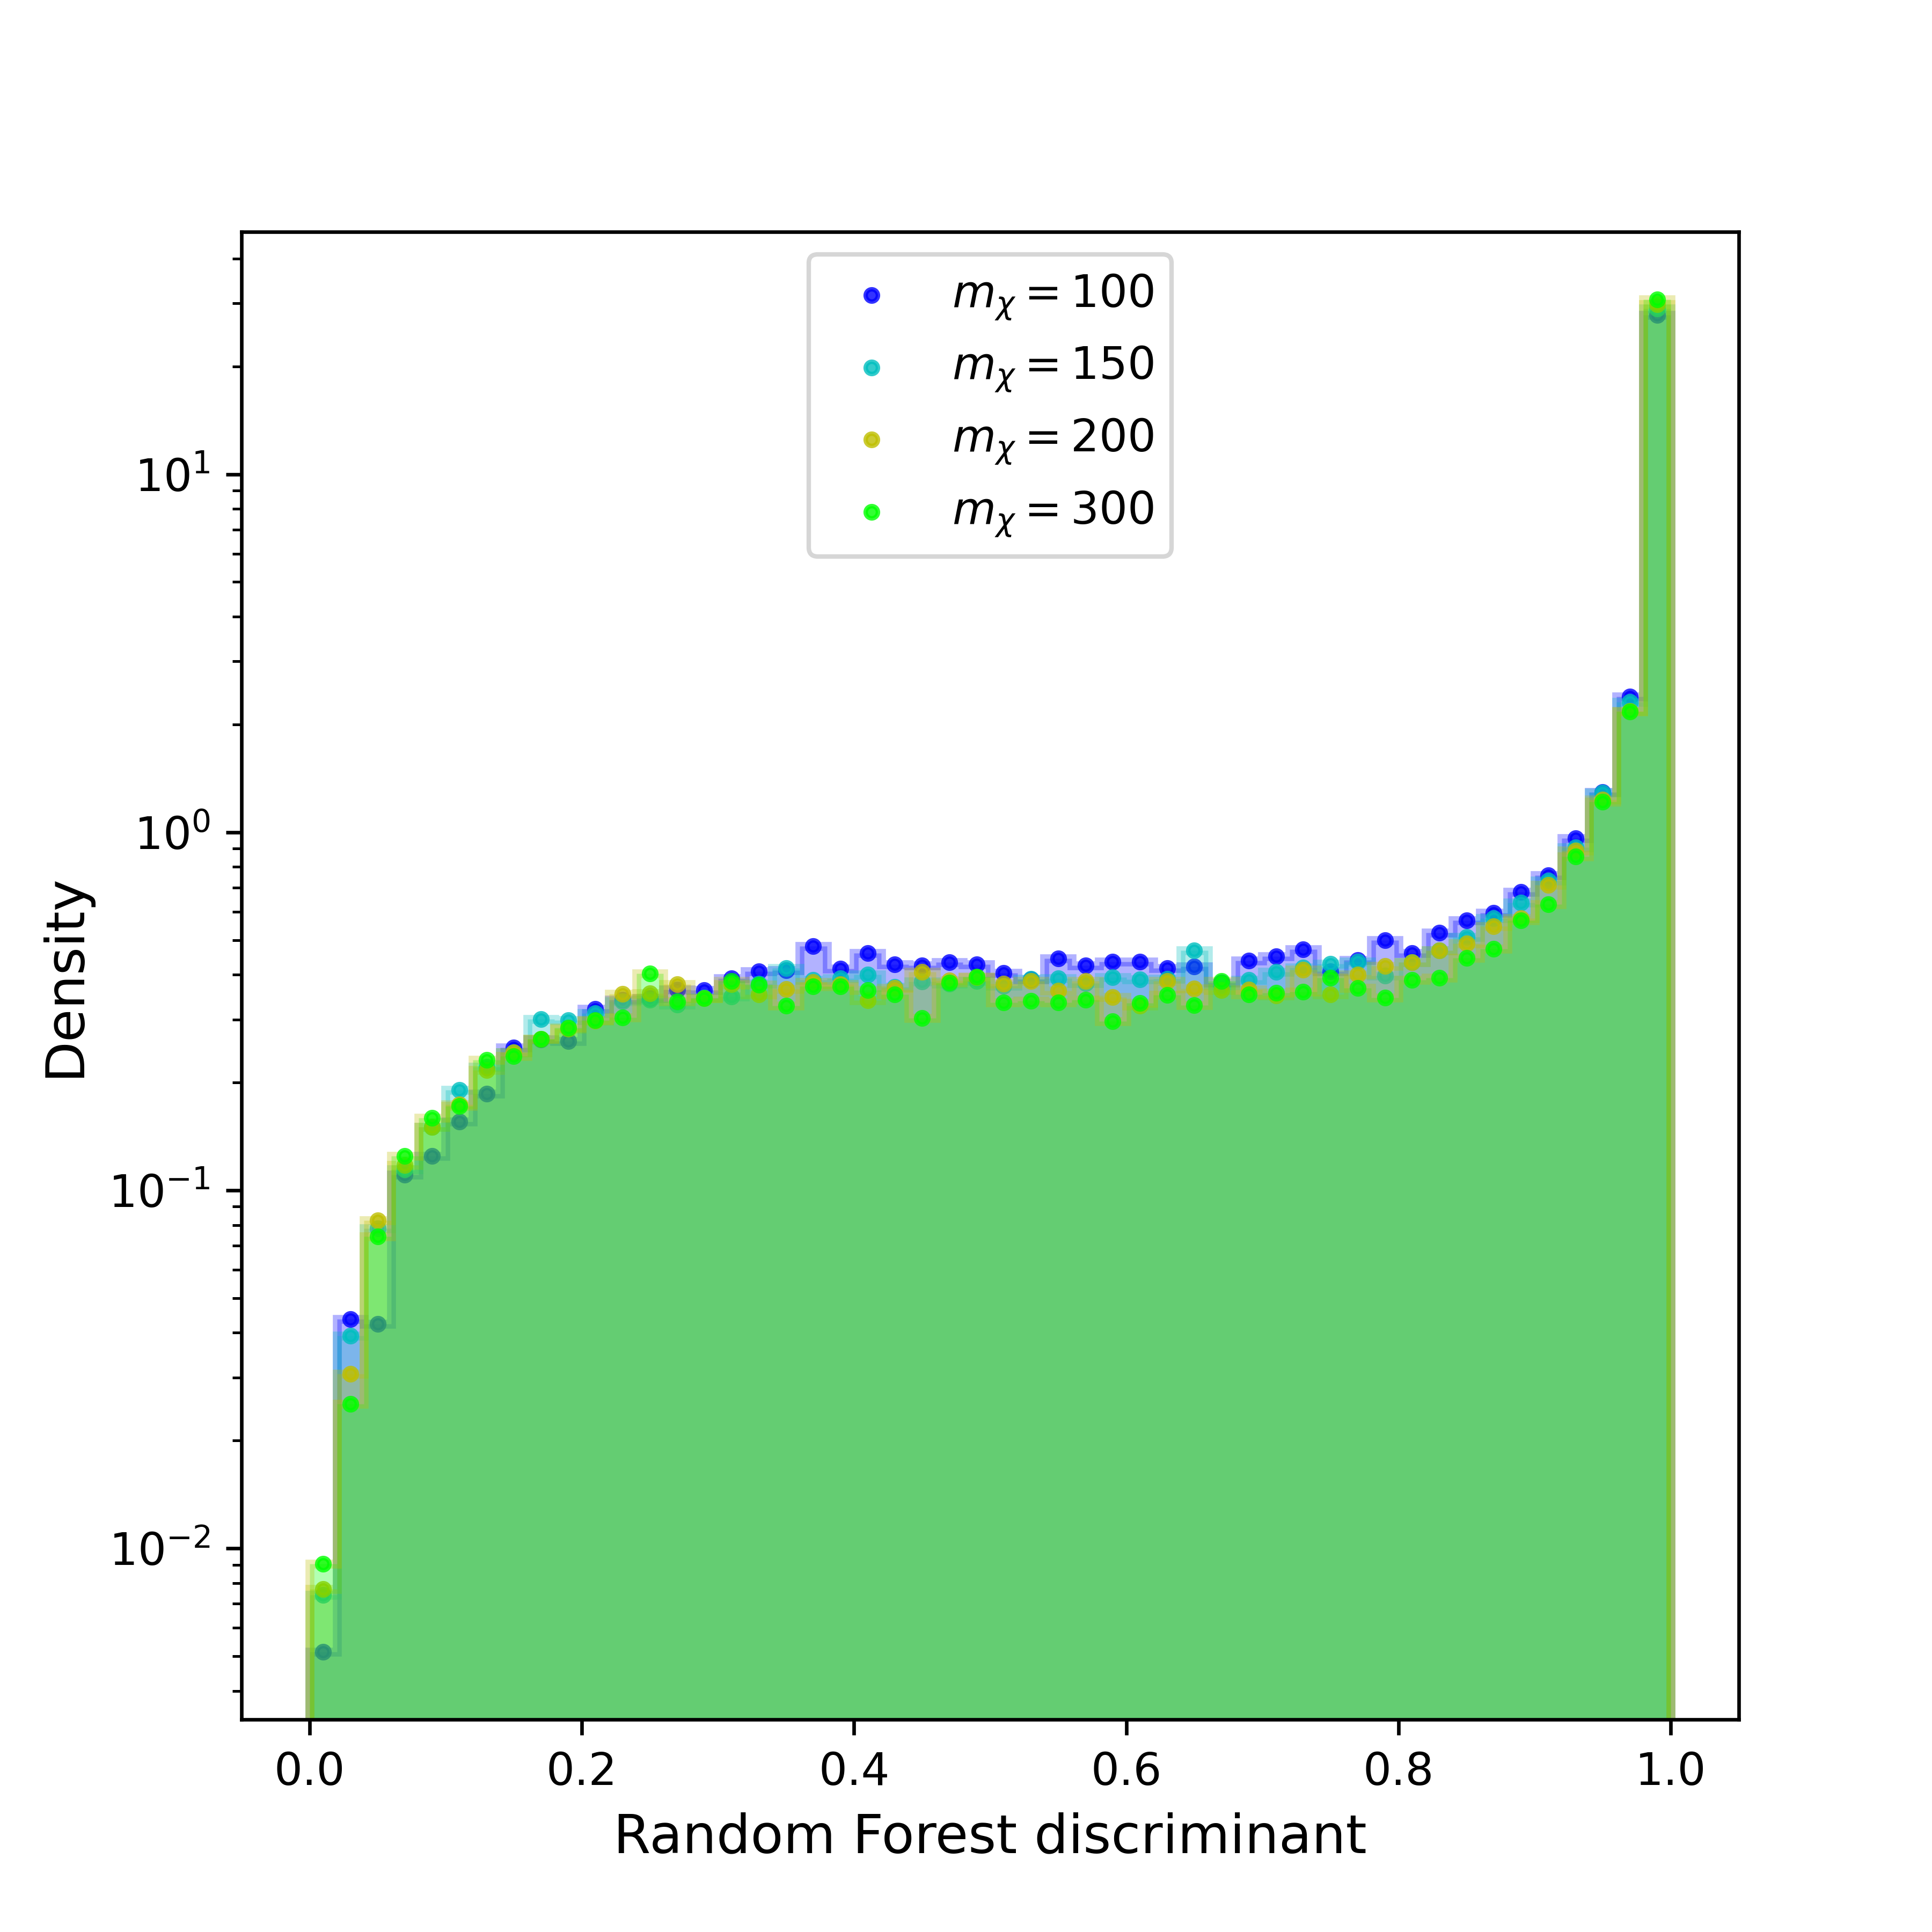 m_χ = 100
m_χ = 150
m_χ = 200
m_χ = 300
10^1
10^0
10^−1
10^−2
Density
0.0 0.2 0.4 0.6 0.8 1.0
Random Forest discriminant